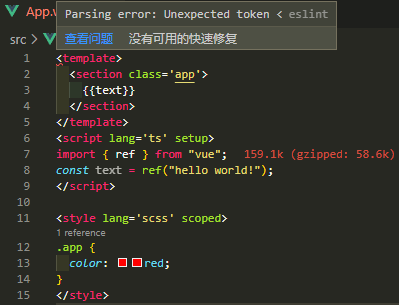 Parsing error: Unexpected token < eslint
查看问题 没有可用的快速修复
App.v
src
1 <template>
2 <section class='app'>
3 {{text}}
4 </section>
5 </template>
6 <script lang='ts' setup>
7 import { ref } from "vue"; 159.1k (gzipped: 58.6k)
8 const text = ref("hello world!");
9 </script>
10
11 <style lang='scss' scoped>
1 reference
12 .app {
13 color: red;
14 }
15 </style>